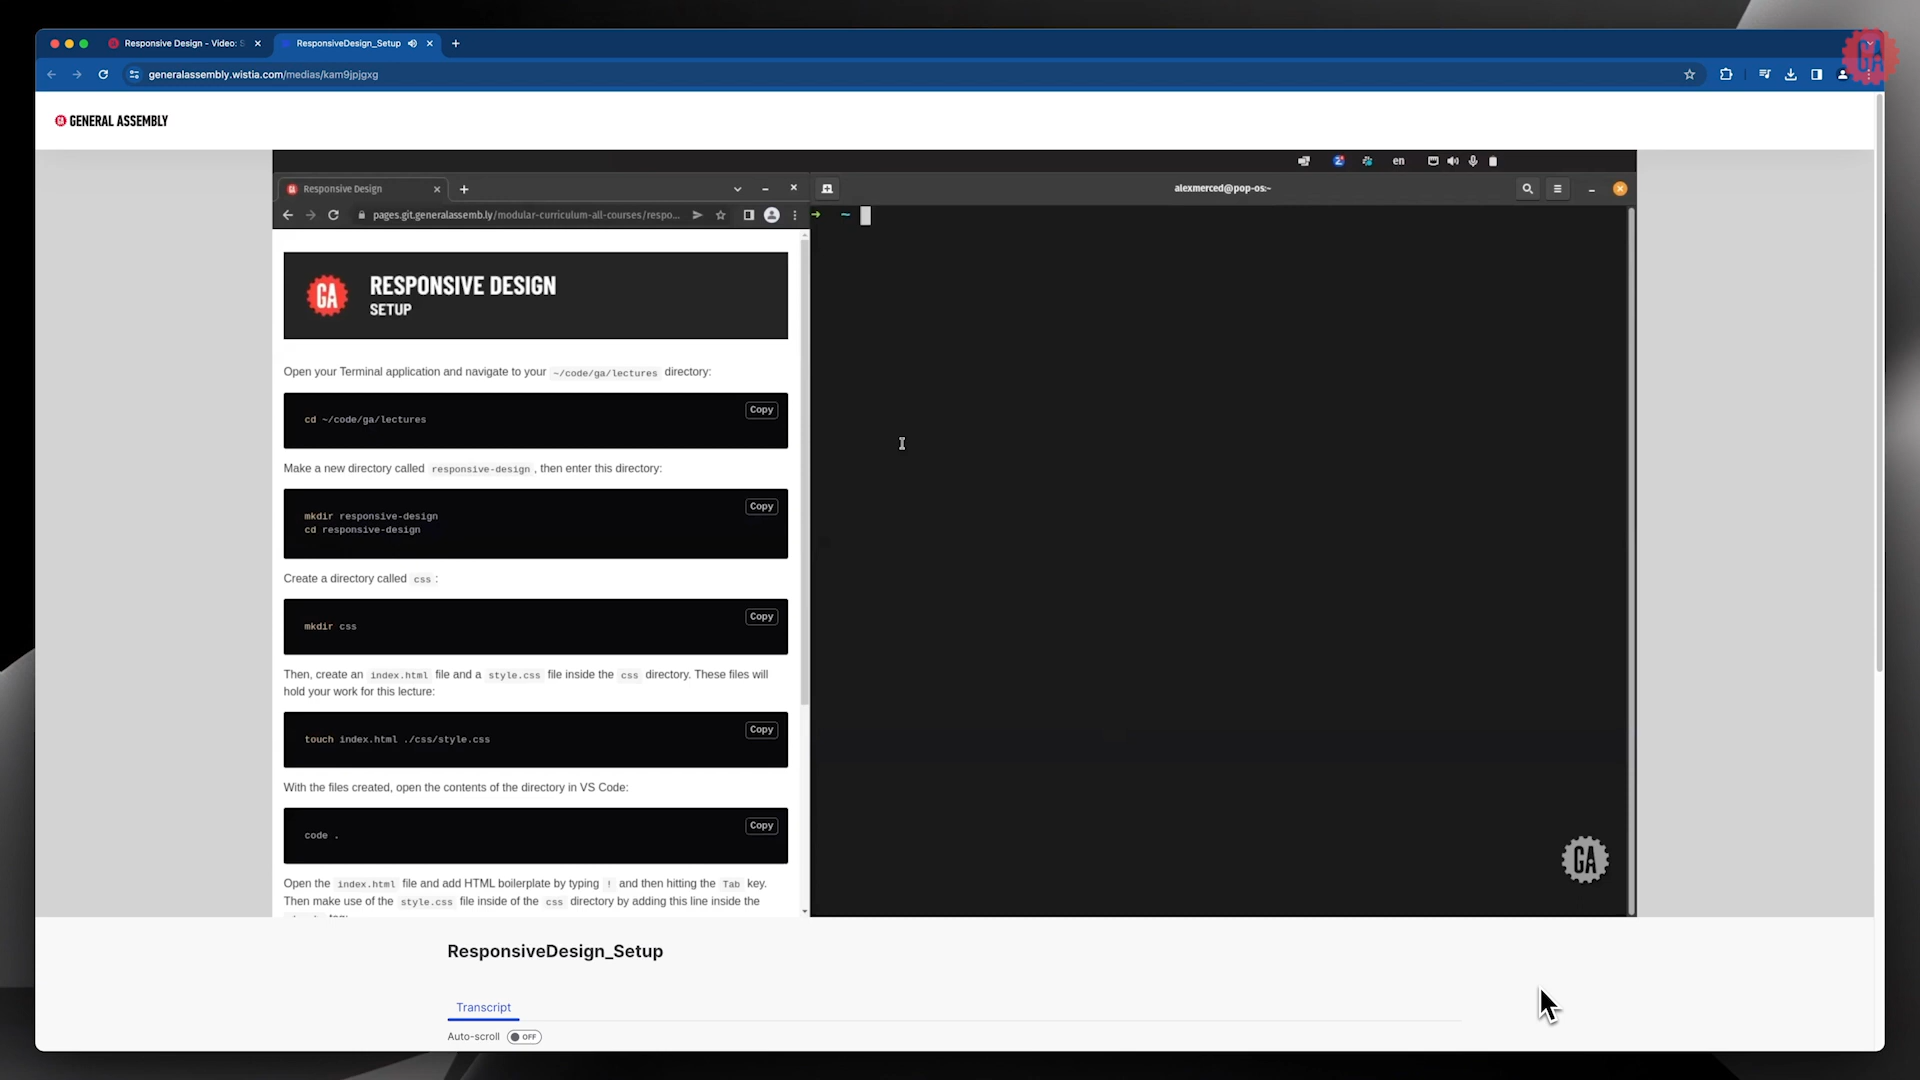 Responsive Design - Video: S
ResponsiveDesign_Setup
generalassembly.wistia.com/medias/kam9jpjgxg
GA
GA GENERAL ASSEMBLY
en
Responsive Design
alexmerced@pop-os:~
pages.git.generalassemb.ly/modular-curriculum-all-courses/respo...
→ ~
GA
RESPONSIVE DESIGN
SETUP
Open your Terminal application and navigate to your ~/code/ga/lectures directory:
Copy
cd ~/code/ga/lectures
Make a new directory called responsive-design, then enter this directory:
Copy
mkdir responsive-design
cd responsive-design
Create a directory called css:
Copy
mkdir css
Then, create an index.html file and a style.css file inside the css directory. These files will
hold your work for this lecture:
Copy
touch index.html ./css/style.css
With the files created, open the contents of the directory in VS Code:
Copy
code .
GA
Open the index.html file and add HTML boilerplate by typing ! and then hitting the Tab key.
Then make use of the style.css file inside of the css directory by adding this line inside the
ResponsiveDesign_Setup
Transcript
Auto-scroll OFF